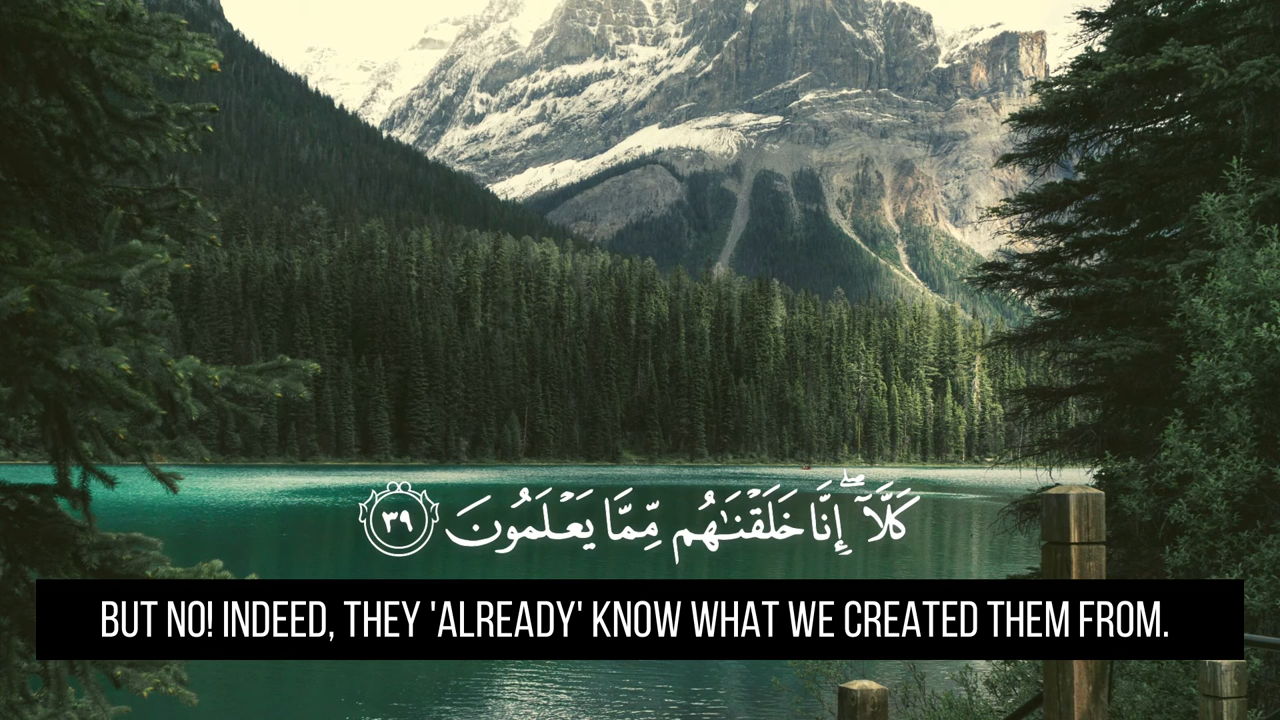 كَلَّآ ۖ إِنَّا خَلَقْنَـٰهُم مِّمَّا يَعْلَمُونَ ٣٩
BUT NO! INDEED, THEY 'ALREADY' KNOW WHAT WE CREATED THEM FROM.